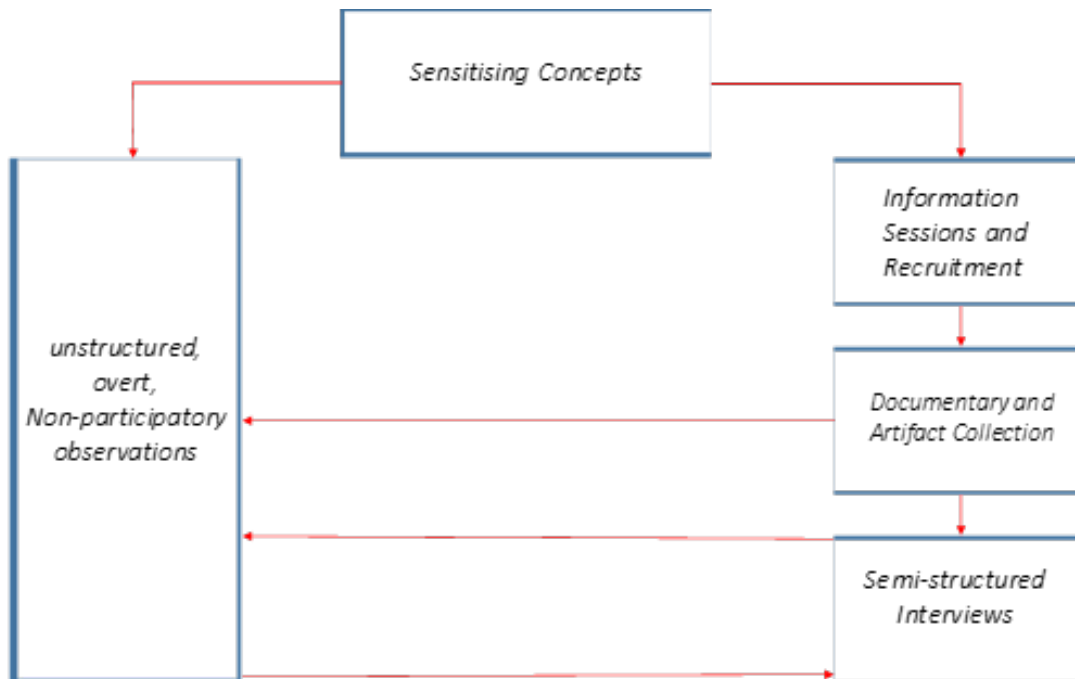 Sensitising Concepts
Information
Sessions and
Recruitment
unstructured,
overt,
Non-participatory
observations
Documentary and
Artifact Collection
Semi-structured
Interviews